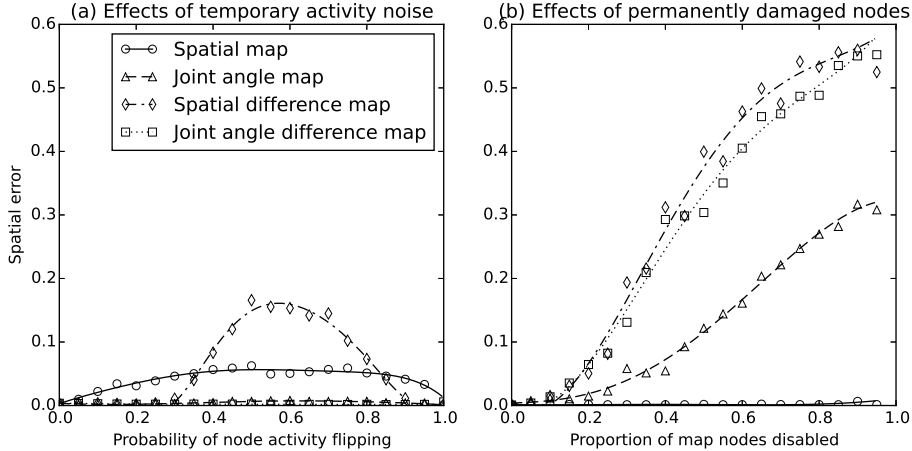 (a) Effects of temporary activity noise
0.6
0.5
0.4
0.3
0.2
0.1
0.0
Spatial error
Spatial map
Joint angle map
Spatial difference map
Joint angle difference map
0.0 0.2 0.4 0.6 0.8 1.0
Probability of node activity flipping
(b) Effects of permanently damaged nodes
0.6
0.5
0.4
0.3
0.2
0.1
0.0
0.0 0.2 0.4 0.6 0.8 1.0
Proportion of map nodes disabled